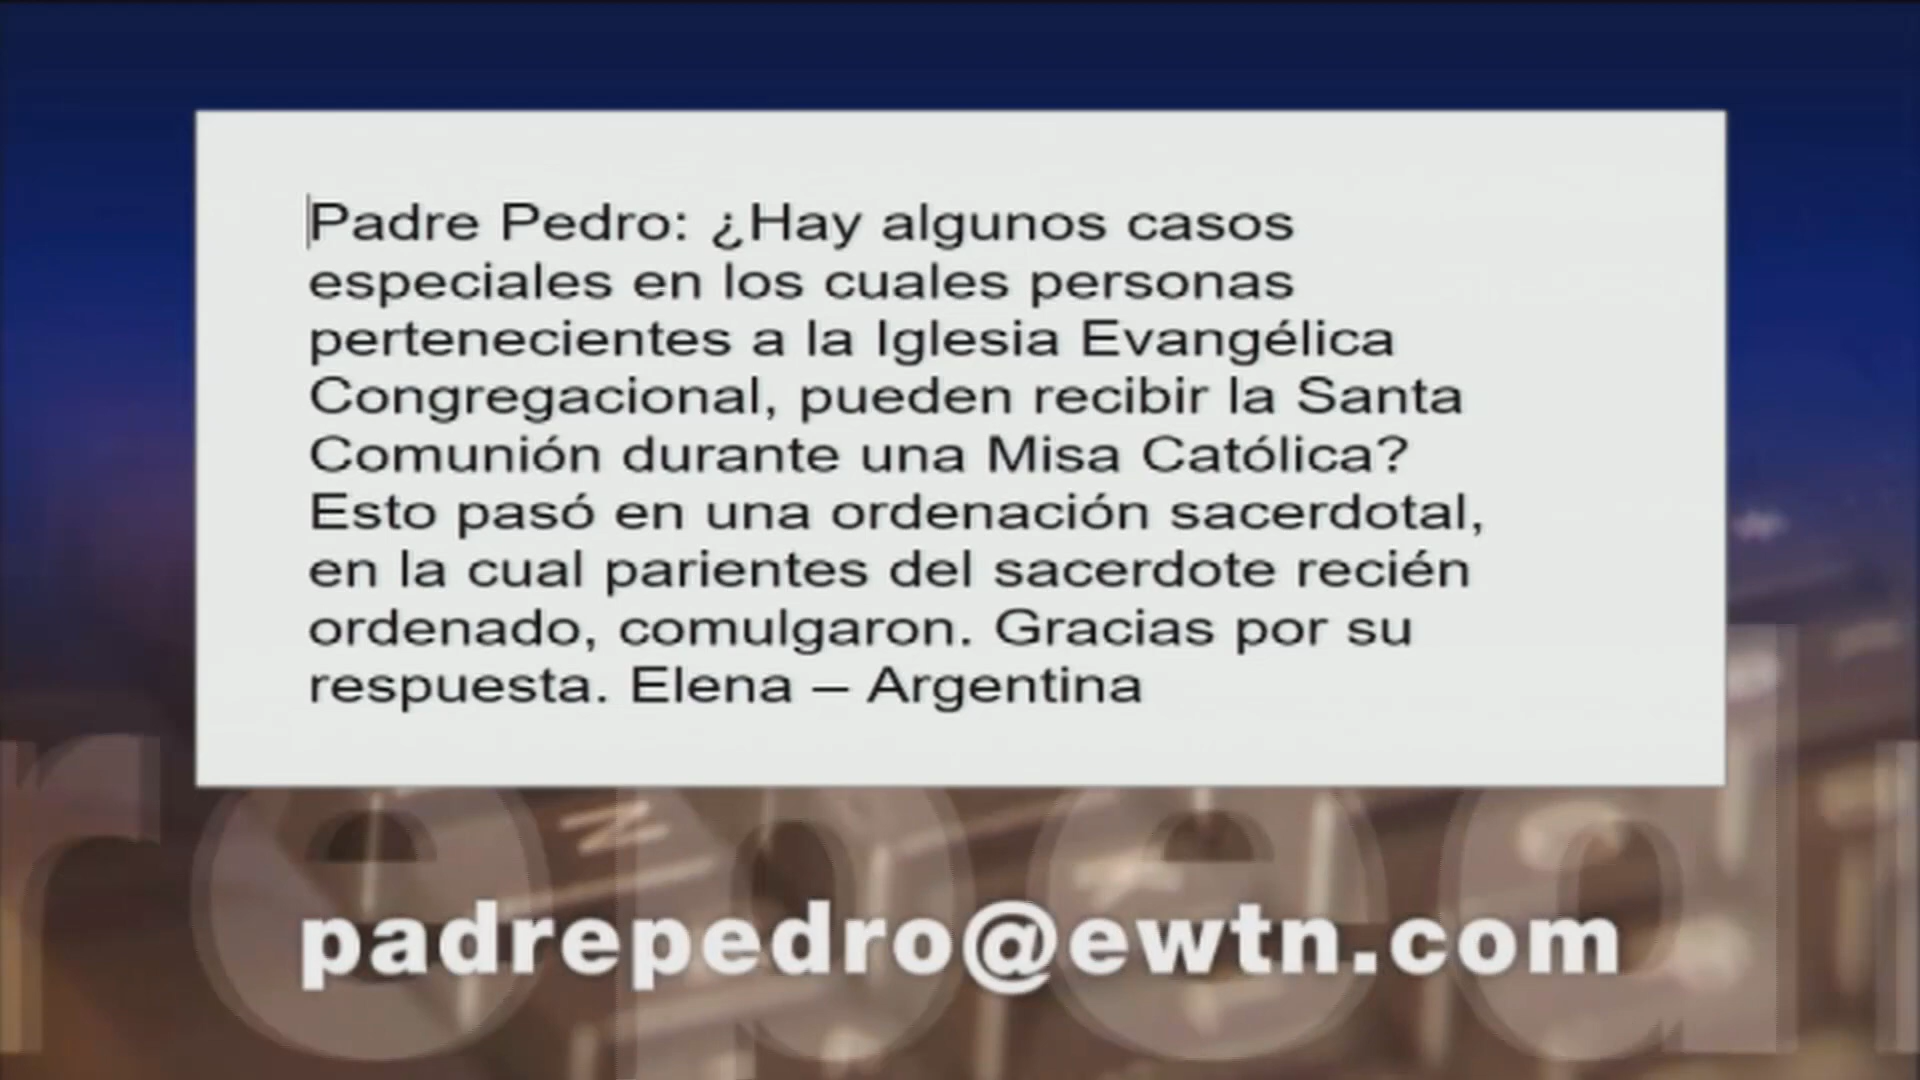 Padre Pedro: ¿Hay algunos casos
especiales en los cuales personas
pertenecientes a la Iglesia Evangélica
Congregacional, pueden recibir la Santa
Comunión durante una Misa Católica?
Esto pasó en una ordenación sacerdotal,
en la cual parientes del sacerdote recién
ordenado, comulgaron. Gracias por su
respuesta. Elena – Argentina
padrepedro@ewtn.com